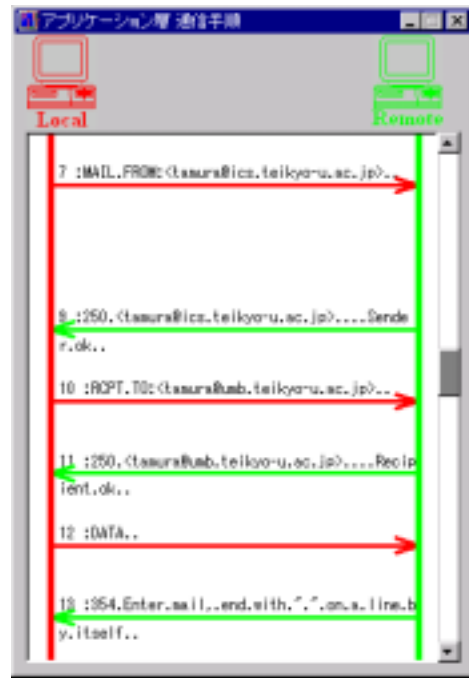 アプリケーション層 通信手順
Local
Remote
7 :MAIL.FROM:<tamura@ics.teikyo-u.ac.jp>..
9 :250.<tamura@ics.teikyo-u.ac.jp>....Sende
r.ok..
10 :RCPT.TO:<tamura@umb.teikyo-u.ac.jp>..
11 :250.<tamura@umb.teikyo-u.ac.jp>....Recip
ient.ok..
12 :DATA..
13 :354.Enter.mail,.end.with.".".on.a.line.b
y.itself..